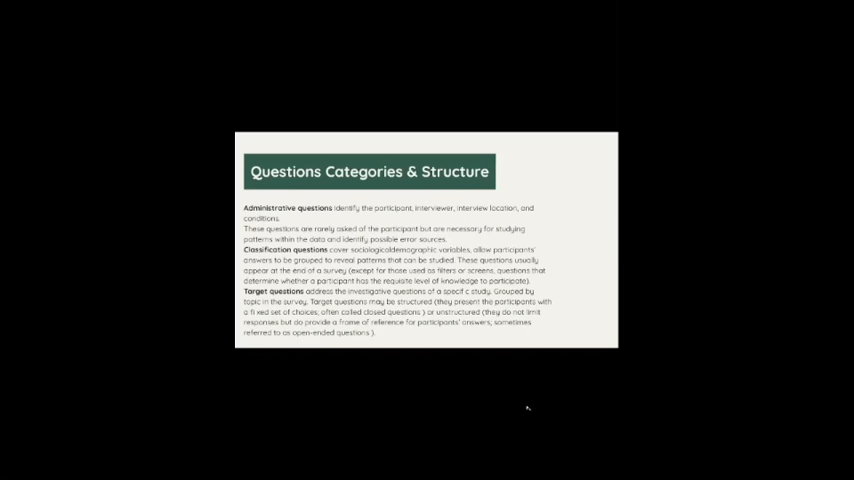 Questions Categories & Structure
Administrative questions identify the participant, interviewer, interview location, and
conditions.
These questions are rarely asked of the participant but are necessary for studying
patterns within the data and identify possible error sources.
Classification questions cover sociologicaldemographic variables, allow participants'
answers to be grouped to reveal patterns that can be studied. These questions usually
appear at the end of a survey (except for those used as filters or screens, questions that
determine whether a participant has the requisite level of knowledge to participate).
Target questions address the investigative questions of a specif c study. Grouped by
topic in the survey. Target questions may be structured (they present the participants with
a fi xed set of choices; often called closed questions ) or unstructured (they do not limit
responses but do provide a frame of reference for participants' answers; sometimes
referred to as open-ended questions ).